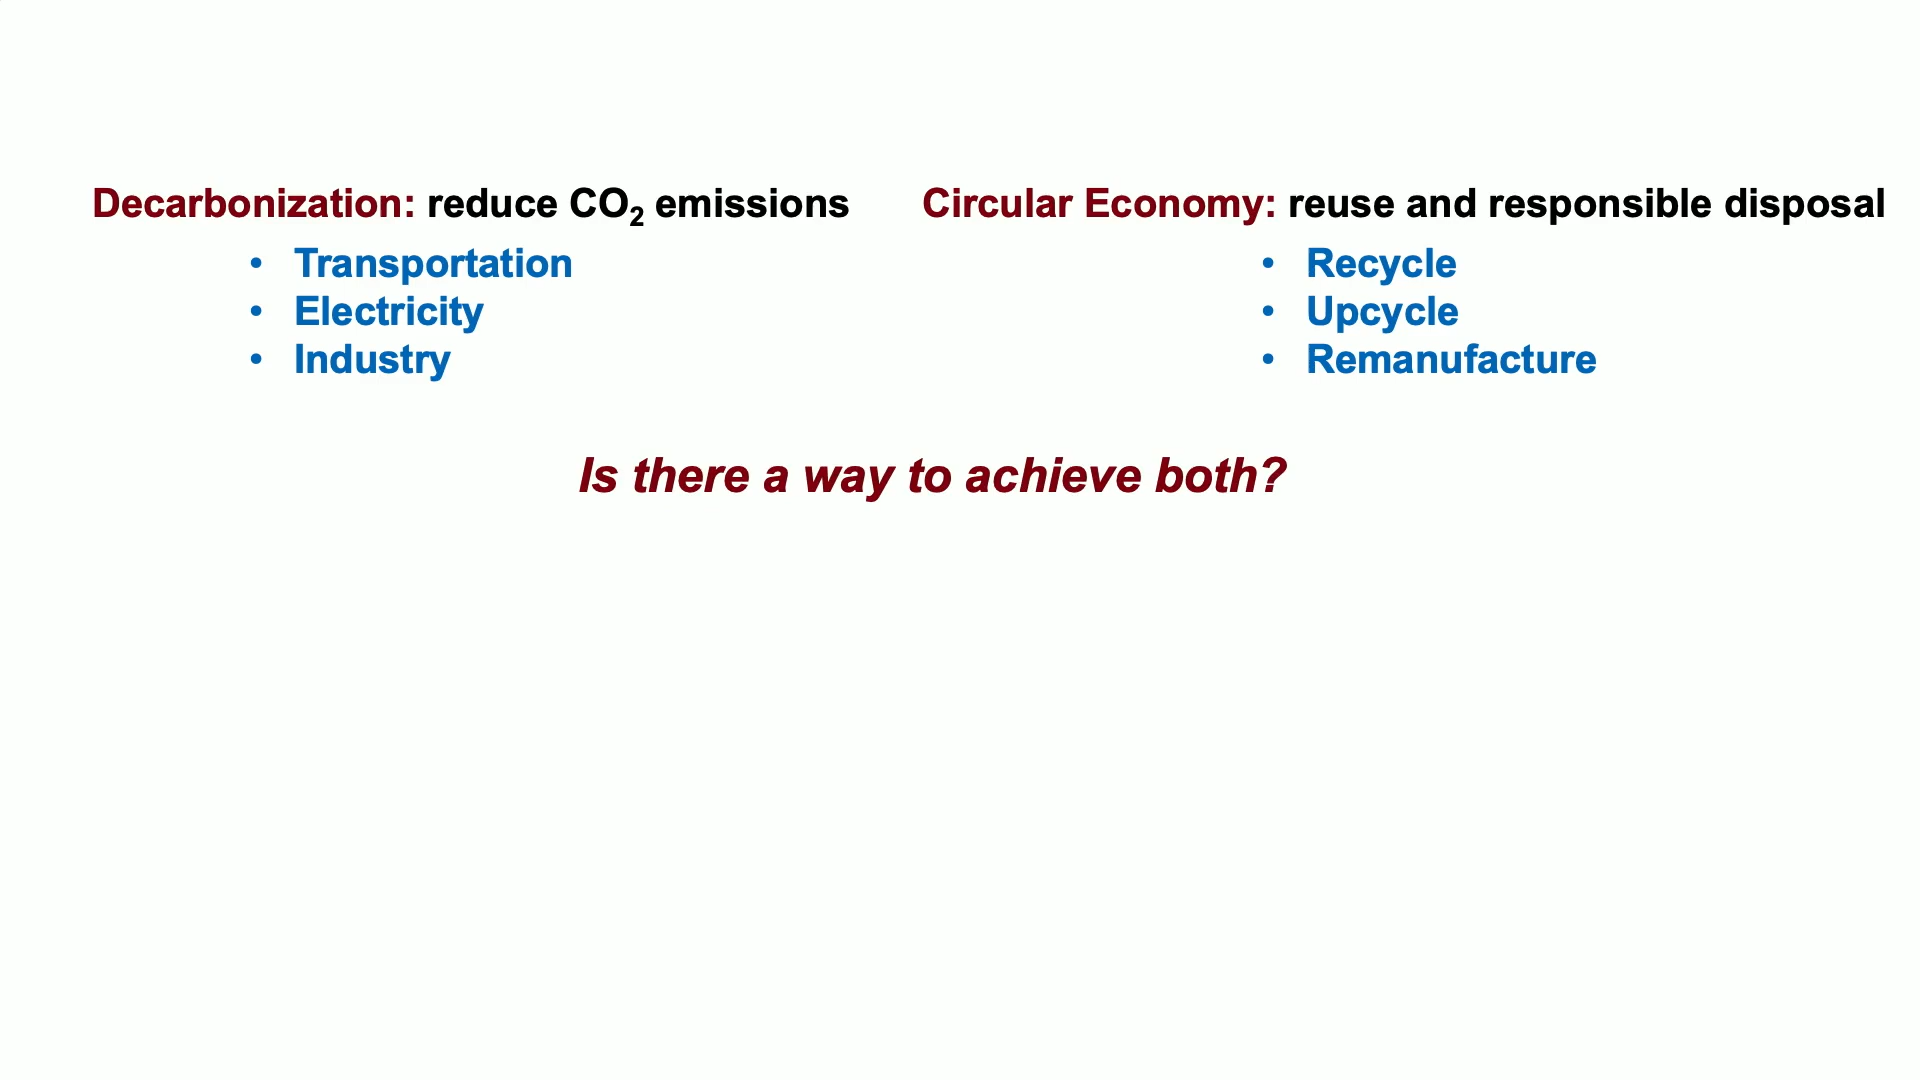 Decarbonization: reduce CO₂ emissions
• Transportation
• Electricity
• Industry
Circular Economy: reuse and responsible disposal
• Recycle
• Upcycle
• Remanufacture
Is there a way to achieve both?